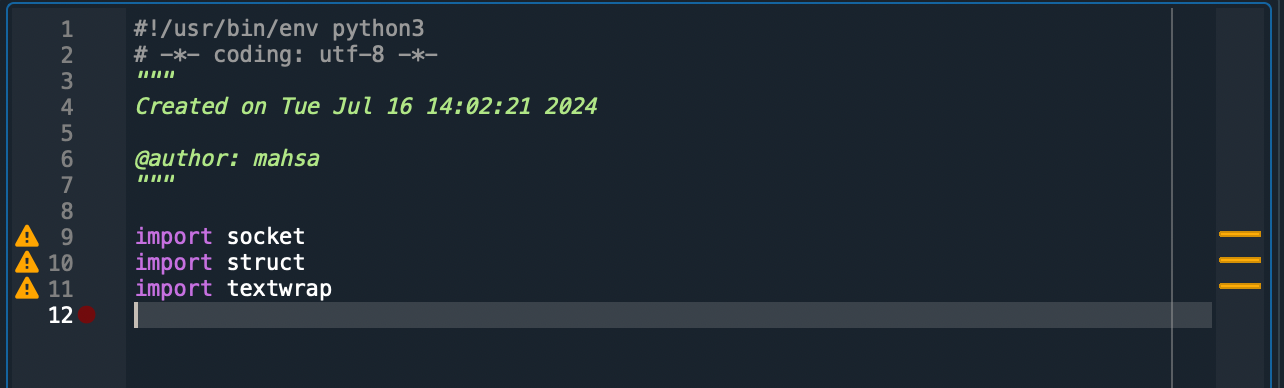 1 #!/usr/bin/env python3
2 # -*- coding: utf-8 -*-
3 """
4 Created on Tue Jul 16 14:02:21 2024
5
6 @author: mahsa
7 """
8
9 import socket
10 import struct
11 import textwrap
12